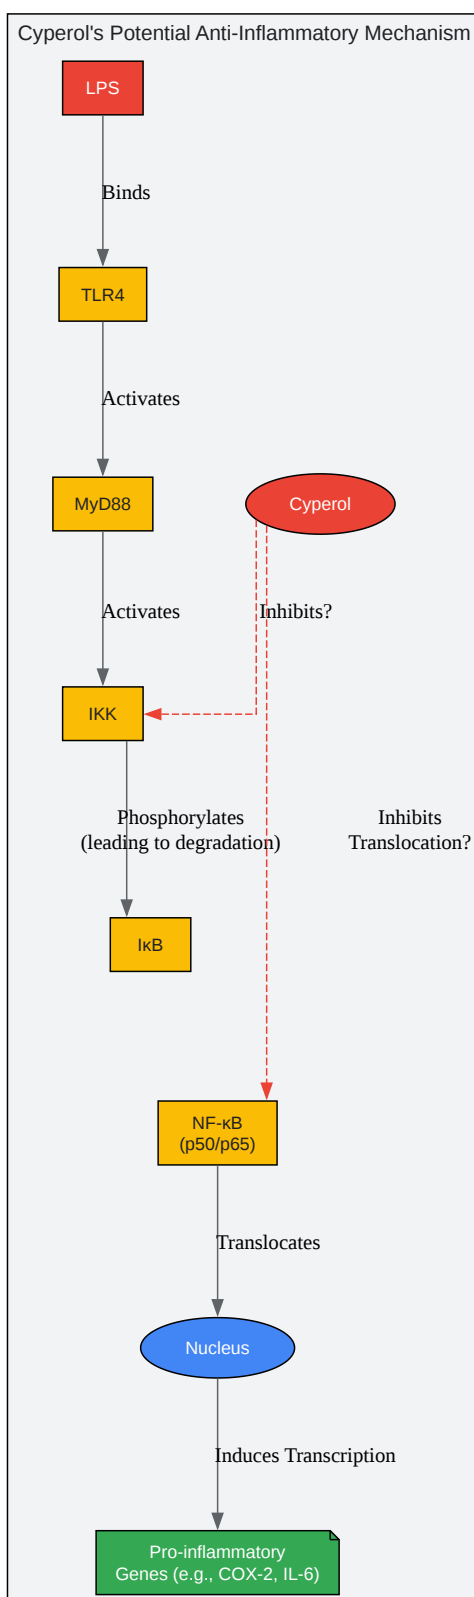 Cyperol's Potential Anti-Inflammatory Mechanism
LPS
Binds
TLR4
Activates
MyD88
Cyperol
Activates
Inhibits?
IKK
Phosphorylates
(leading to degradation)
Inhibits
Translocation?
IκB
NF-κB
(p50/p65)
Translocates
Nucleus
Induces Transcription
Pro-inflammatory
Genes (e.g., COX-2, IL-6)